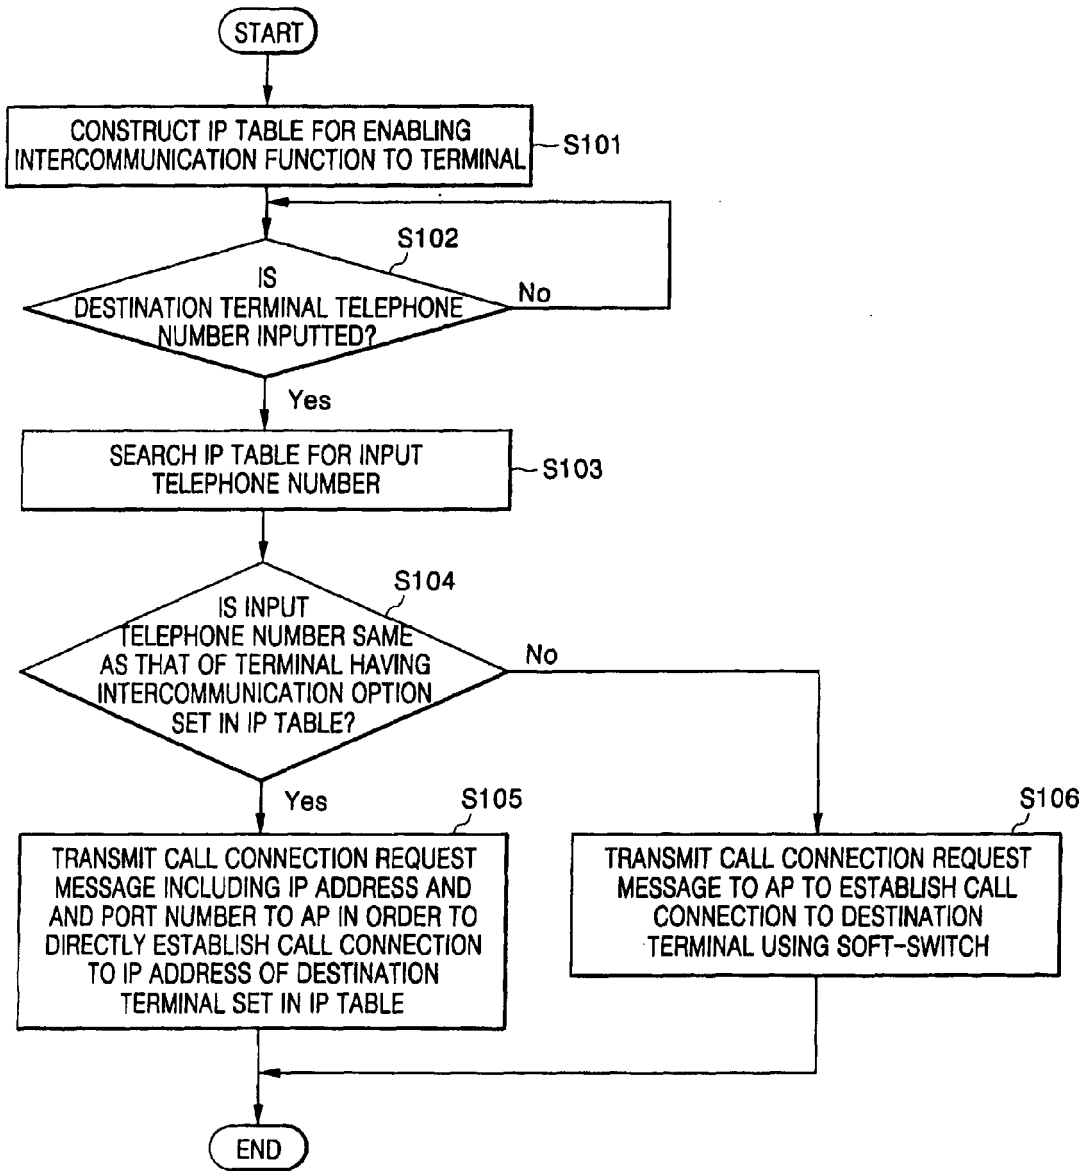 START
CONSTRUCT IP TABLE FOR ENABLING
INTERCOMMUNICATION FUNCTION TO TERMINAL
S101
S102
IS
DESTINATION TERMINAL TELEPHONE
NUMBER INPUTTED?
No
Yes
SEARCH IP TABLE FOR INPUT
TELEPHONE NUMBER
S103
S104
IS INPUT
TELEPHONE NUMBER SAME
AS THAT OF TERMINAL HAVING
INTERCOMMUNICATION OPTION
SET IN IP TABLE?
No
Yes
S105
TRANSMIT CALL CONNECTION REQUEST
MESSAGE INCLUDING IP ADDRESS AND
AND PORT NUMBER TO AP IN ORDER TO
DIRECTLY ESTABLISH CALL CONNECTION
TO IP ADDRESS OF DESTINATION
TERMINAL SET IN IP TABLE
S106
TRANSMIT CALL CONNECTION REQUEST
MESSAGE TO AP TO ESTABLISH CALL
CONNECTION TO DESTINATION
TERMINAL USING SOFT-SWITCH
END